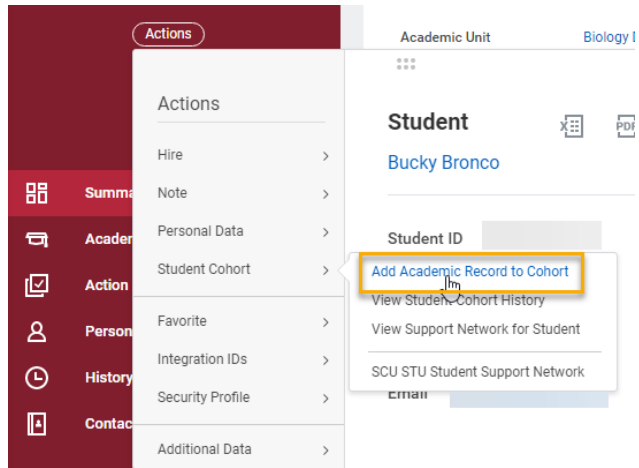 Actions
Academic Unit
Biology
Actions
Student
PDF
Bucky Bronco
Hire
Note
Personal Data
Student Cohort
Favorite
Integration IDs
Security Profile
Additional Data
Student ID
Add Academic Record to Cohort
View Student Cohort History
View Support Network for Student
SCU STU Student Support Network
Email
Summa
Acader
Action
Person
History
Contac